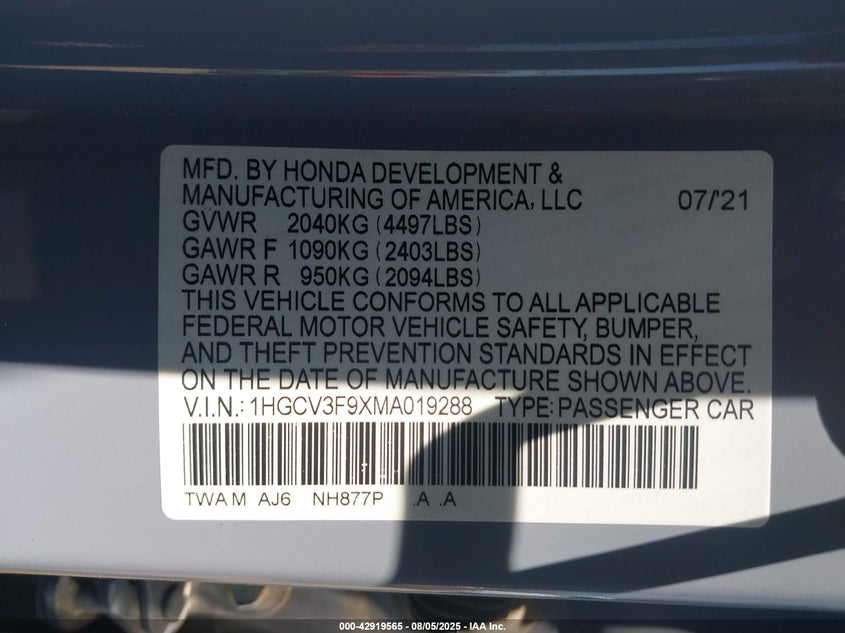 MFD. BY HONDA DEVELOPMENT &
MANUFACTURING OF AMERICA, LLC 07/'21
GVWR 2040KG (4497LBS)
GAWR F 1090KG (2403LBS)
GAWR R 950KG (2094LBS)
THIS VEHICLE CONFORMS TO ALL APPLICABLE
FEDERAL MOTOR VEHICLE SAFETY, BUMPER,
AND THEFT PREVENTION STANDARDS IN EFFECT
ON THE DATE OF MANUFACTURE SHOWN ABOVE.
V.I.N.: 1HGCV3F9XMA019288 TYPE: PASSENGER CAR
TWA M AJ6 NH877P .A .A
000-42919565 - 08/05/2025 - IAA Inc.